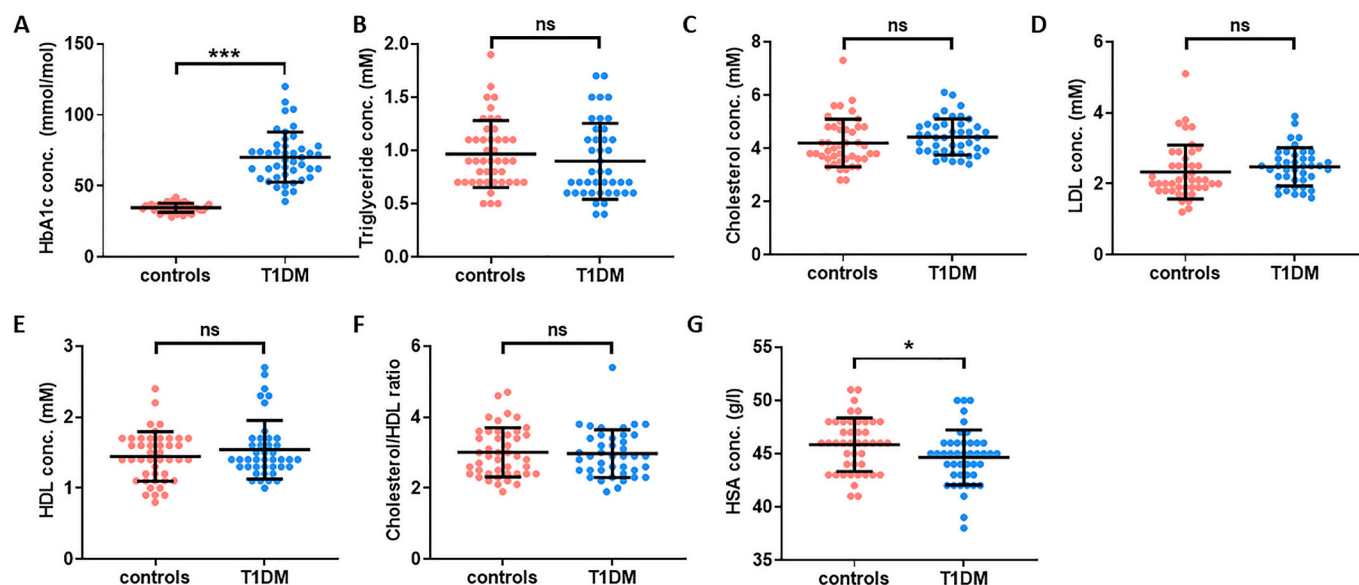 A
HbA1c conc. (mmol/mol)
150
100
50
0
***
controls
T1DM
B
Triglyceride conc. (mM)
2.0
1.5
1.0
0.5
0.0
ns
controls
T1DM
C
Cholesterol conc. (mM)
8
6
4
2
0
ns
controls
T1DM
D
LDL conc. (mM)
6
4
2
0
ns
controls
T1DM
E
HDL conc. (mM)
3
2
1
0
ns
controls
T1DM
F
Cholesterol/HDL ratio
6
4
2
0
ns
controls
T1DM
G
HSA conc. (g/l)
55
50
45
40
35
*
controls
T1DM